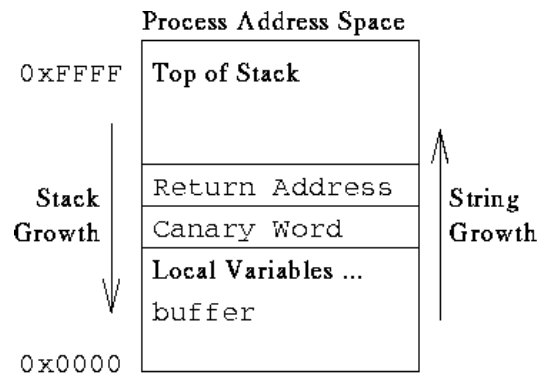 Process Address Space
0xFFFF
Top of Stack
Return Address
Stack Growth
Canary Word
String Growth
Local Variables ...
buffer
0x0000